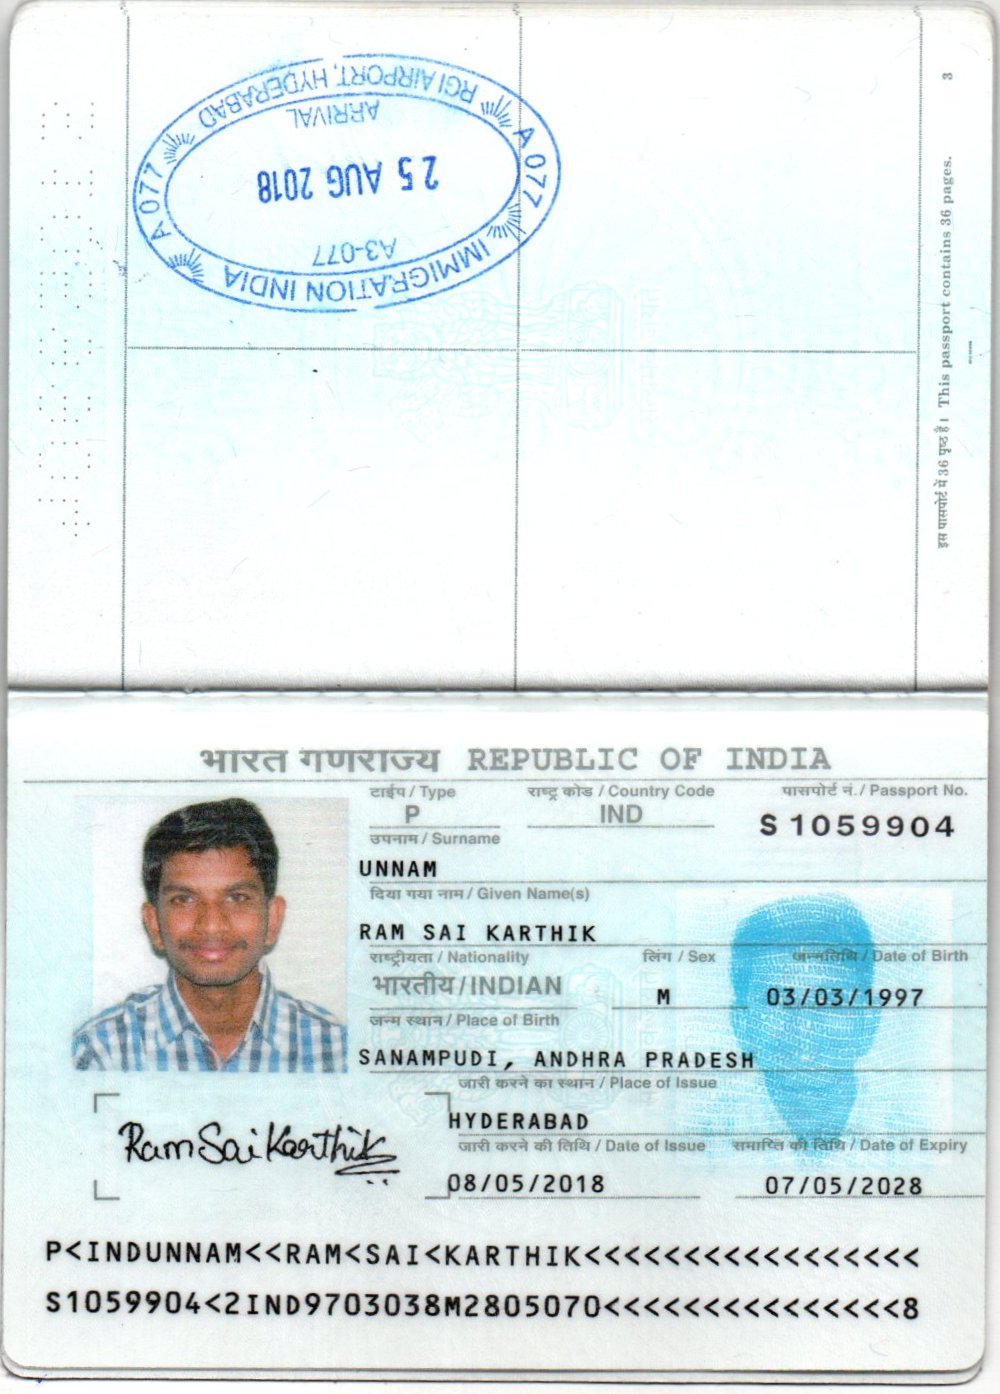 RGI AIRPORT, HYDERABAD
ARRIVAL
A 077
25 AUG 2018
A 077
A3-077
IMMIGRATION INDIA
3
इस पासपोर्ट में 36 पृष्ठ हैं। This passport contains 36 pages.
भारत गणराज्य REPUBLIC OF INDIA
टाईप / Type राष्ट्र कोड / Country Code पासपोर्ट नं. / Passport No.
P IND S 1059904
उपनाम / Surname
UNNAM
दिया गया नाम / Given Name(s)
RAM SAI KARTHIK
राष्ट्रीयता / Nationality लिंग / Sex जन्मतिथि / Date of Birth
भारतीय/INDIAN M 03/03/1997
जन्म स्थान / Place of Birth
SANAMPUDI, ANDHRA PRADESH
जारी करने का स्थान / Place of Issue
HYDERABAD
जारी करने की तिथि / Date of Issue समाप्ति की तिथि / Date of Expiry
08/05/2018 07/05/2028
Ram Sai Karthik
P<INDUNNAM<<RAM<SAI<KARTHIK<<<<<<<<<<<<<<<<<
S1059904<2IND9703038M2805070<<<<<<<<<<<<<<<8